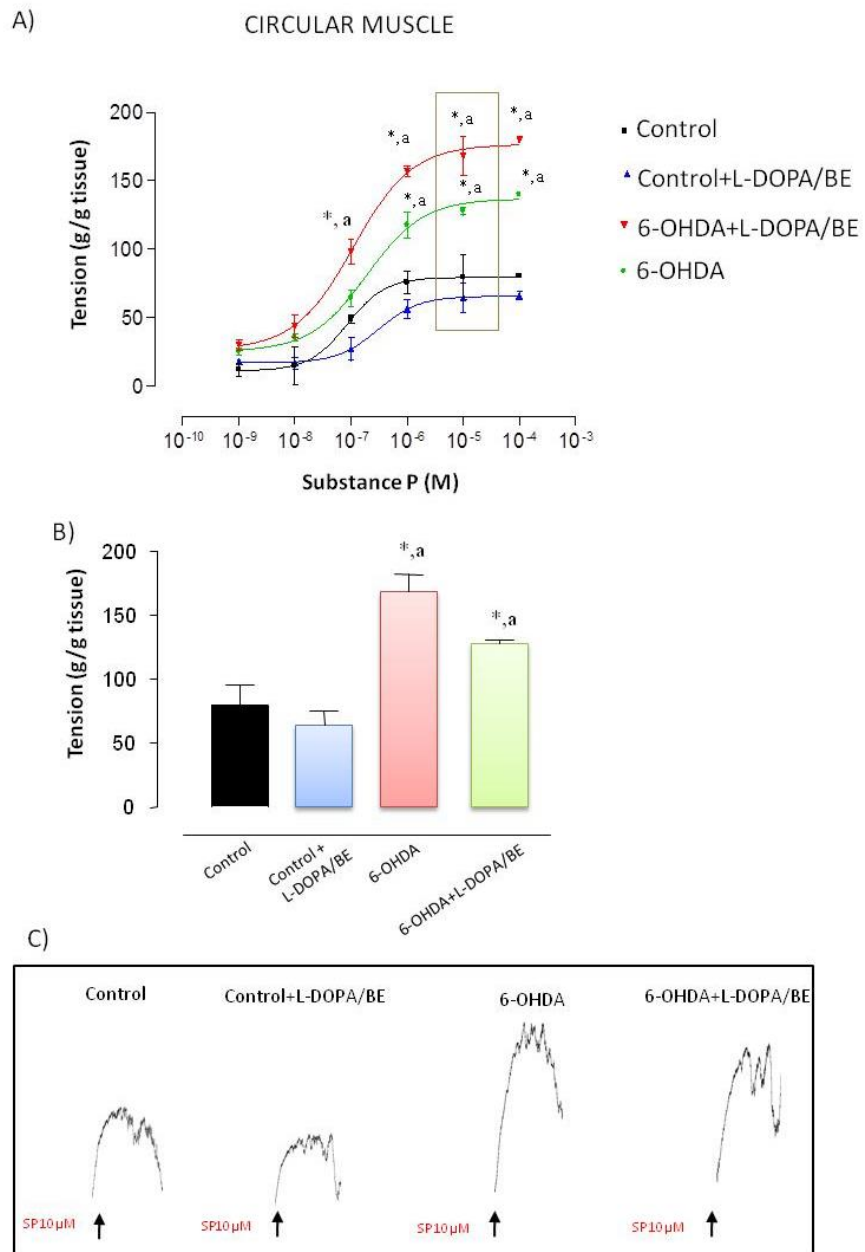 A)
CIRCULAR MUSCLE
Tension (g/g tissue)
200
150
100
50
0
*, a
*,a
*,a
*,a
*,a
*,a
*,a
Control
Control+L-DOPA/BE
6-OHDA+L-DOPA/BE
6-OHDA
10⁻¹⁰ 10⁻⁹ 10⁻⁸ 10⁻⁷ 10⁻⁶ 10⁻⁵ 10⁻⁴ 10⁻³
Substance P (M)
B)
Tension (g/g tissue)
200
150
100
50
0
*,a
*,a
Control
Control +
L-DOPA/BE
6-OHDA
6-OHDA+L-DOPA/BE
C)
Control Control+L-DOPA/BE 6-OHDA 6-OHDA+L-DOPA/BE
SP10µM SP10µM SP10µM SP10µM